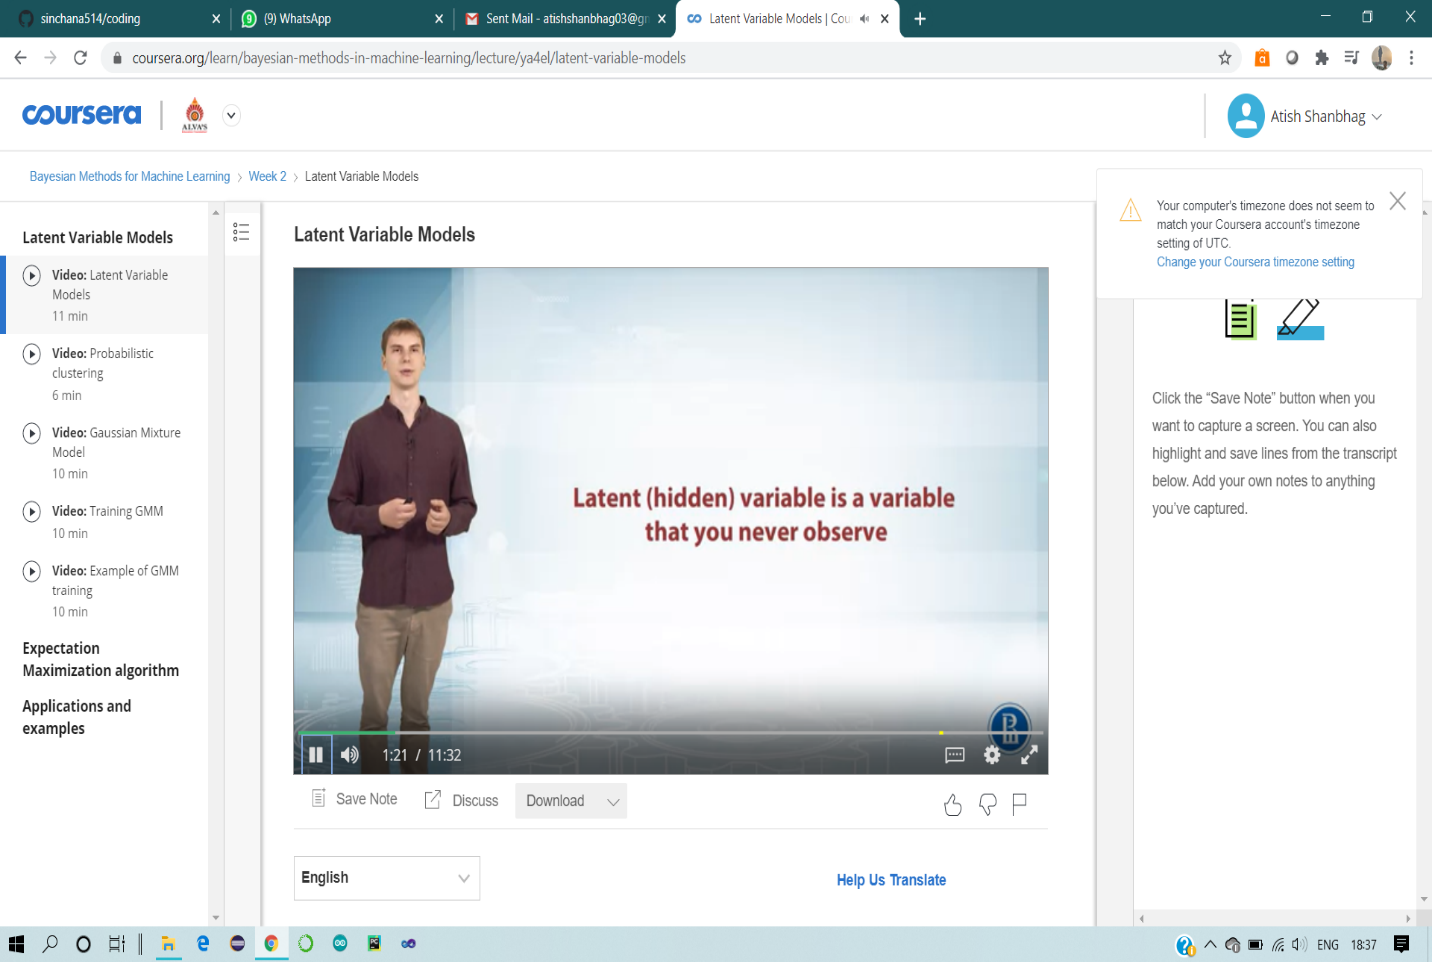 sinchana514/coding
(9) WhatsApp
Sent Mail - atishshanbhag03@gm
Latent Variable Models | Cou
coursera.org/learn/bayesian-methods-in-machine-learning/lecture/ya4el/latent-variable-models
coursera
ALVA'S
Atish Shanbhag
Bayesian Methods for Machine Learning > Week 2 > Latent Variable Models
Your computer's timezone does not seem to
match your Coursera account's timezone
setting of UTC.
Change your Coursera timezone setting
Latent Variable Models
Video: Latent Variable
Models
11 min
Video: Probabilistic
clustering
6 min
Video: Gaussian Mixture
Model
10 min
Video: Training GMM
10 min
Video: Example of GMM
training
10 min
Expectation
Maximization algorithm
Applications and
examples
Latent Variable Models
Latent (hidden) variable is a variable
that you never observe
1:21 / 11:32
Save Note
Discuss
Download
English
Help Us Translate
Click the “Save Note” button when you
want to capture a screen. You can also
highlight and save lines from the transcript
below. Add your own notes to anything
you've captured.
ENG
18:37